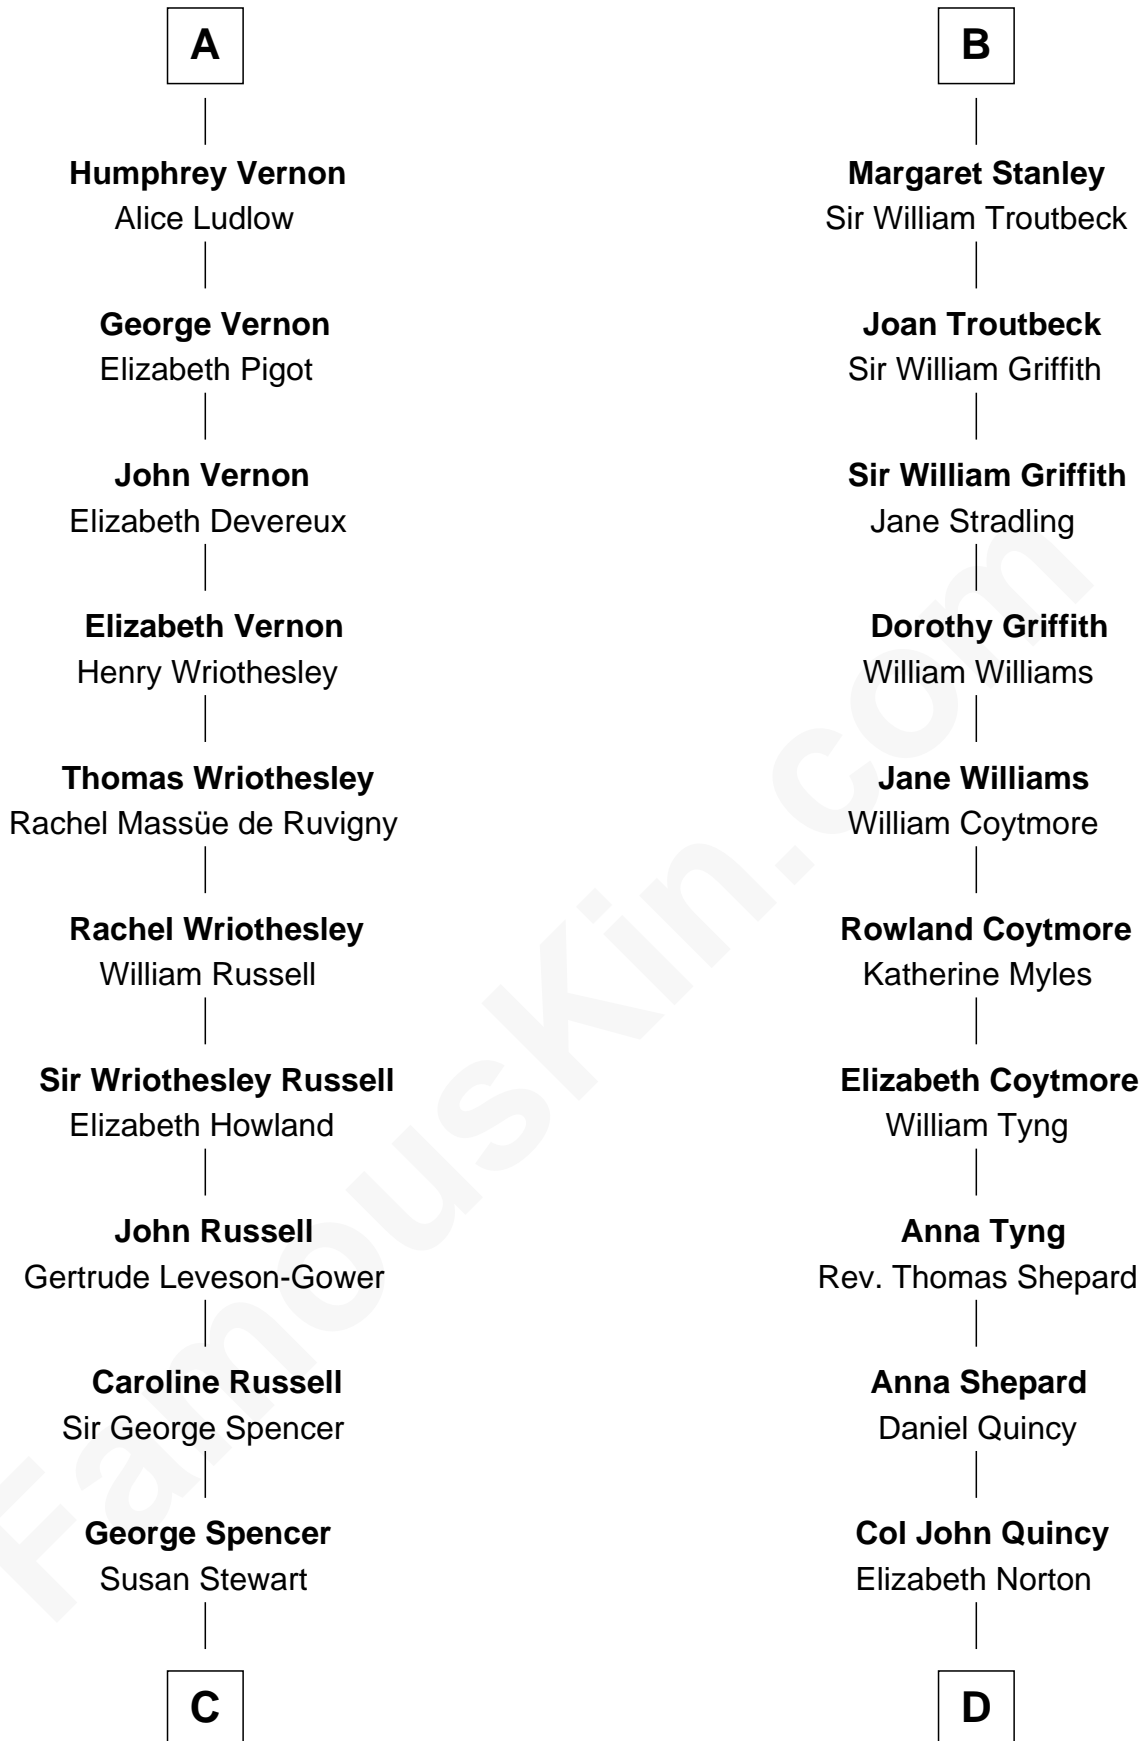 A
Humphrey Vernon
Alice Ludlow
George Vernon
Elizabeth Pigot
John Vernon
Elizabeth Devereux
Elizabeth Vernon
Henry Wriothesley
Thomas Wriothesley
Rachel Massüe de Ruvigny
Rachel Wriothesley
William Russell
Sir Wriothesley Russell
Elizabeth Howland
John Russell
Gertrude Leveson-Gower
Caroline Russell
Sir George Spencer
George Spencer
Susan Stewart
C
B
Margaret Stanley
Sir William Troutbeck
Joan Troutbeck
Sir William Griffith
Sir William Griffith
Jane Stradling
Dorothy Griffith
William Williams
Jane Williams
William Coytmore
Rowland Coytmore
Katherine Myles
Elizabeth Coytmore
William Tyng
Anna Tyng
Rev. Thomas Shepard
Anna Shepard
Daniel Quincy
Col John Quincy
Elizabeth Norton
D
FamousKin.com